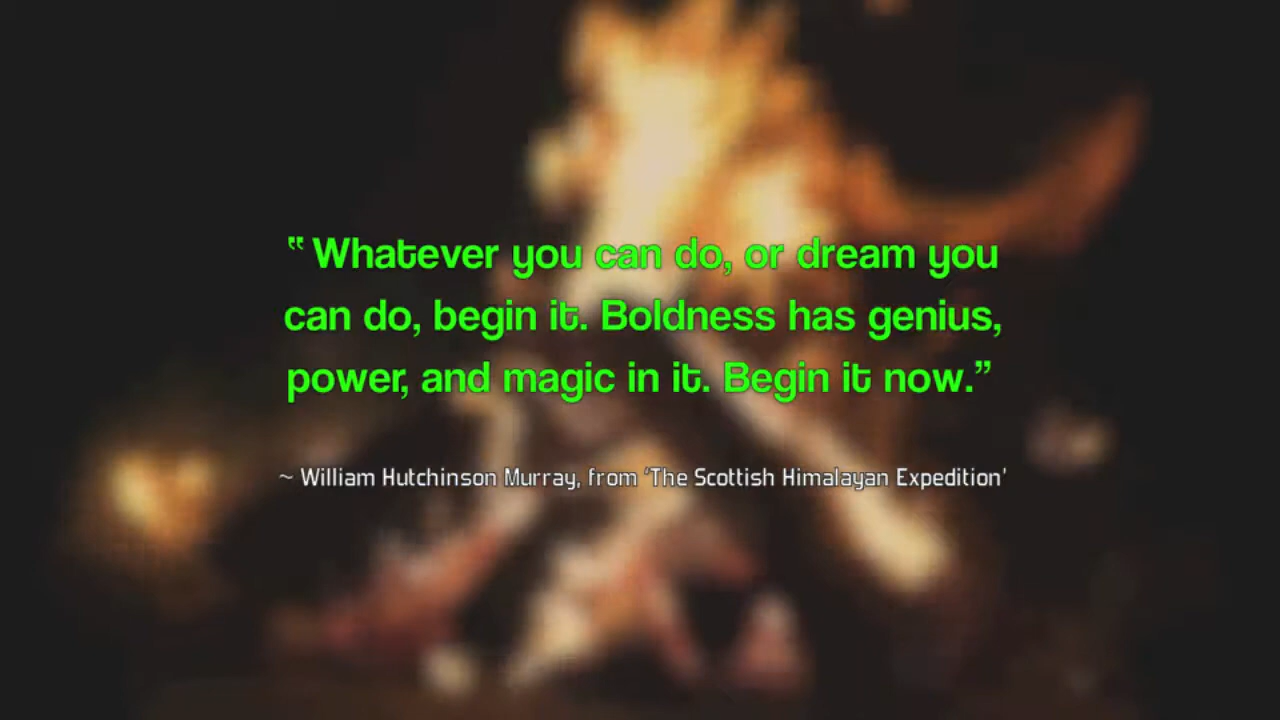 “ Whatever you can do, or dream you
can do, begin it. Boldness has genius,
power, and magic in it. Begin it now.”
~ William Hutchinson Murray, from ‘The Scottish Himalayan Expedition’